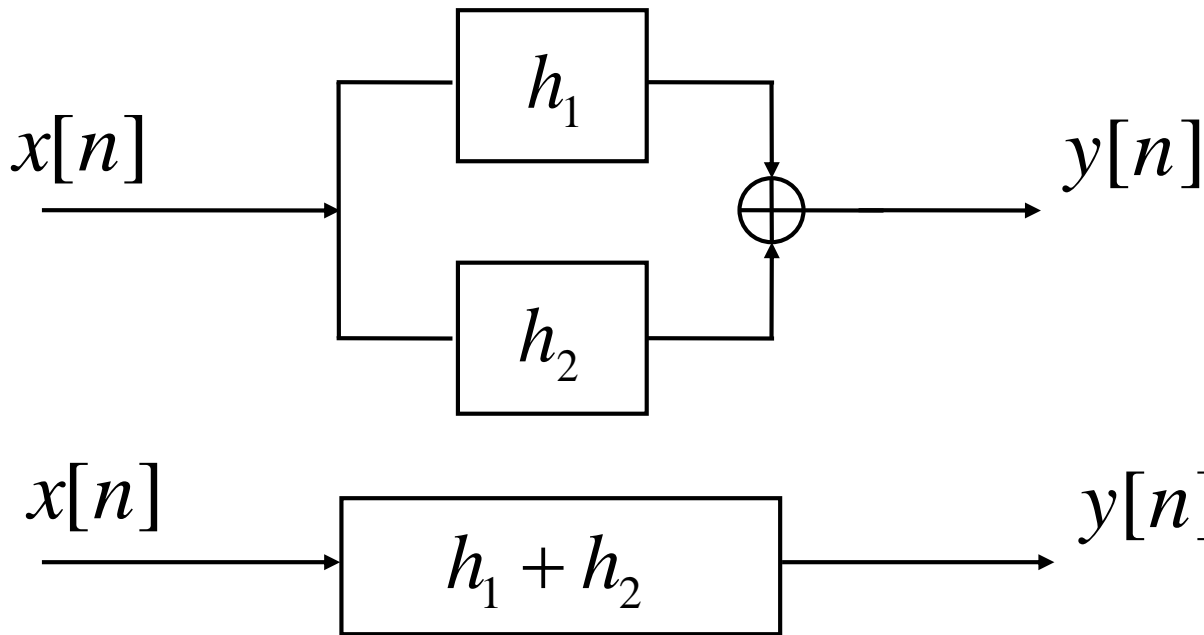 h₁
x[n]
y[n]
h₂
x[n]
y[n]
h₁ + h₂